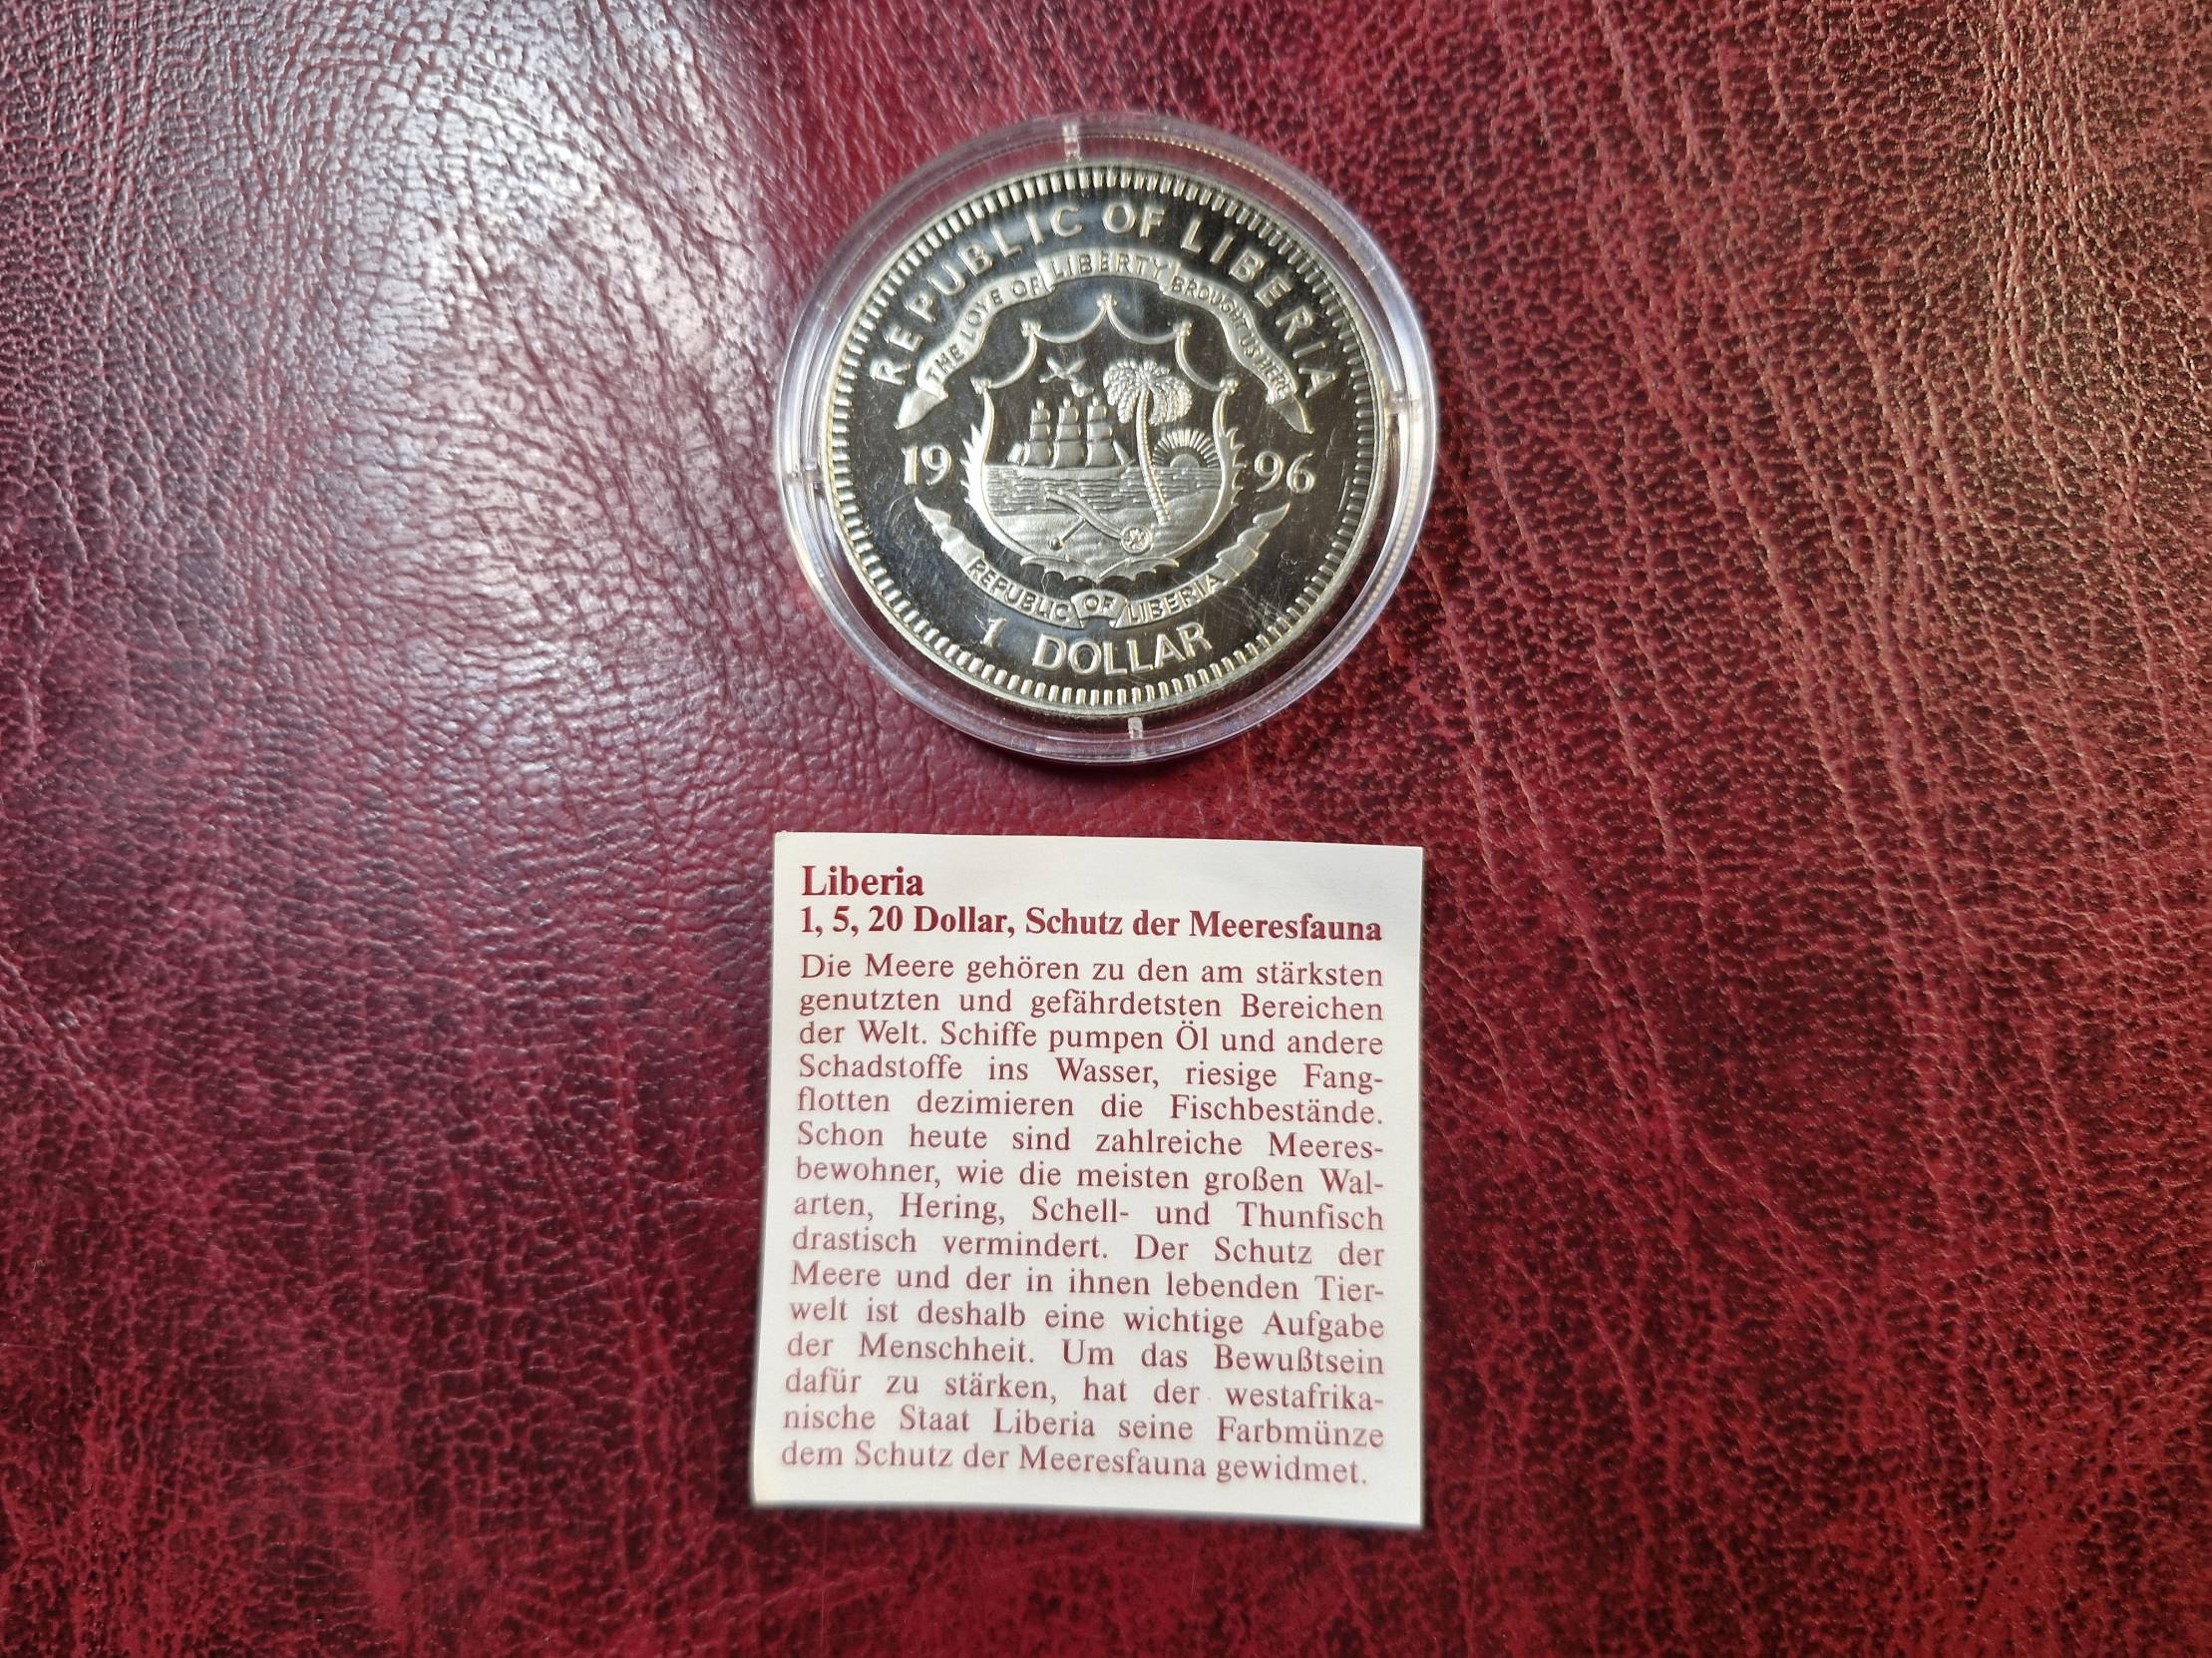 REPUBLIC OF LIBERIA
THE LOVE OF LIBERTY BROUGHT US HERE
19 96
REPUBLIC OF LIBERIA
1 DOLLAR
Liberia
1, 5, 20 Dollar, Schutz der Meeresfauna
Die Meere gehören zu den am stärksten
genutzten und gefährdetsten Bereichen
der Welt. Schiffe pumpen Öl und andere
Schadstoffe ins Wasser, riesige Fang-
flotten dezimieren die Fischbestände.
Schon heute sind zahlreiche Meeres-
bewohner, wie die meisten großen Wal-
arten, Hering, Schell- und Thunfisch
drastisch vermindert. Der Schutz der
Meere und der in ihnen lebenden Tier-
welt ist deshalb eine wichtige Aufgabe
der Menschheit. Um das Bewußtsein
dafür zu stärken, hat der westafrika-
nische Staat Liberia seine Farbmünze
dem Schutz der Meeresfauna gewidmet.